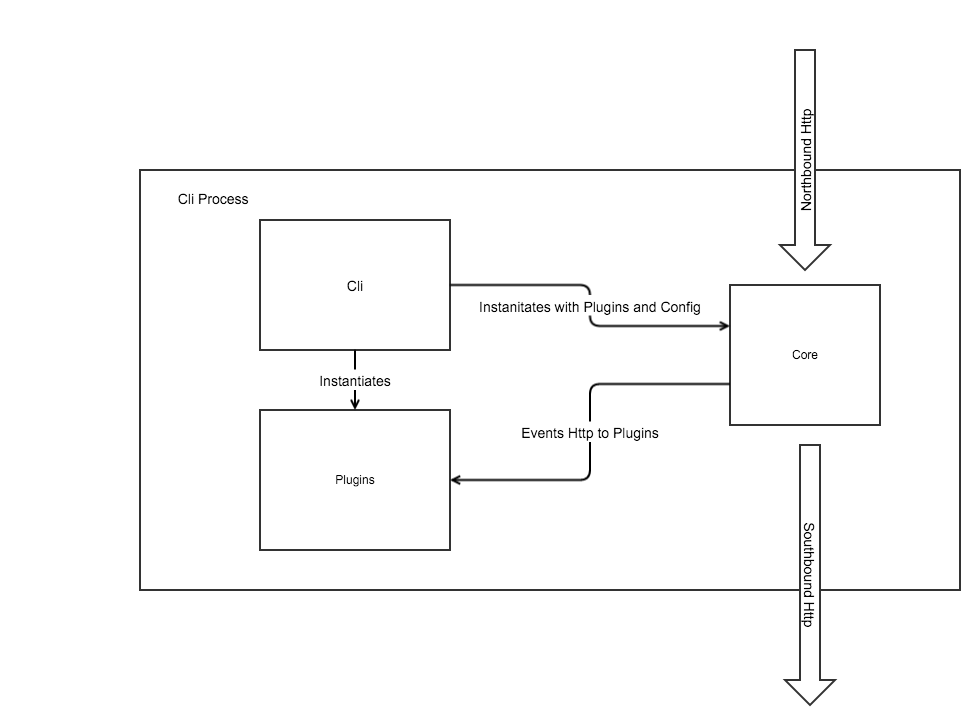 Northbound Http
Cli Process
Cli
Instanitates with Plugins and Config
Core
Instantiates
Events Http to Plugins
Plugins
Southbound Http